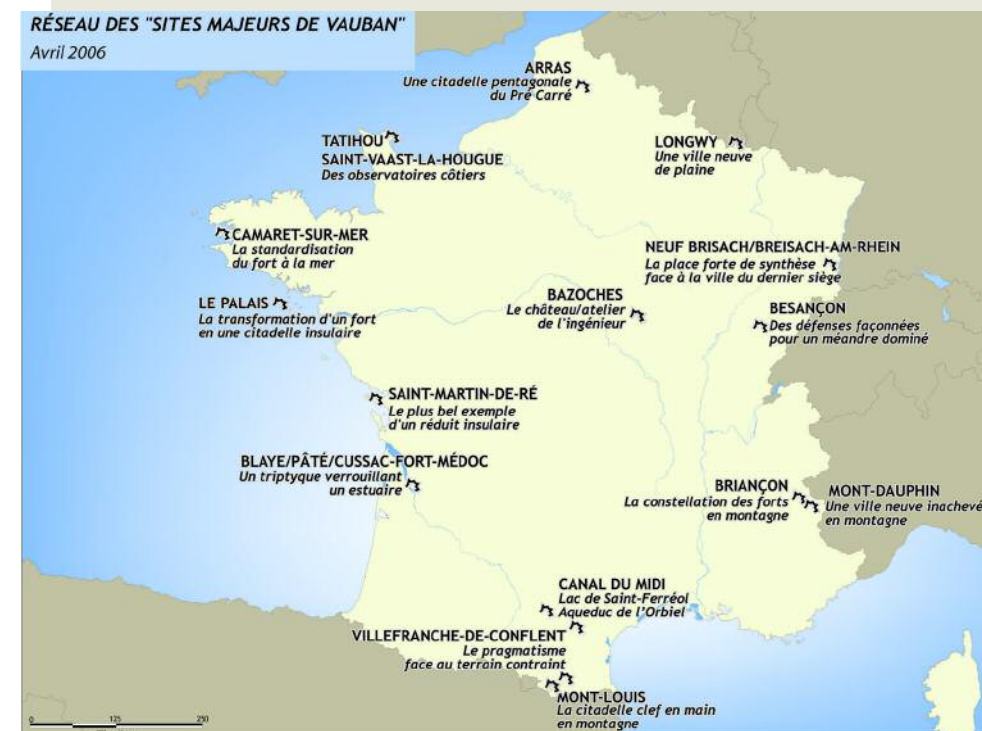 RÉSEAU DES "SITES MAJEURS DE VAUBAN"
Avril 2006
ARRAS
Une citadelle pentagonale
du Pré Carré
TATIHOU
SAINT-VAAST-LA-HOUGUE
Des observatoires côtiers
LONGWY
Une ville neuve
de plaine
CAMARET-SUR-MER
La standardisation
du fort à la mer
NEUF BRISACH/BREISACH-AM-RHEIN
La place forte de synthèse
face à la ville du dernier siège
LE PALAIS
La transformation d'un fort
en une citadelle insulaire
BAZOCHES
Le château/atelier
de l'ingénieur
BESANÇON
Des défenses façonnées
pour un méandre dominé
SAINT-MARTIN-DE-RÉ
Le plus bel exemple
d'un réduit insulaire
BLAYE/PÂTÉ/CUSSAC-FORT-MÉDOC
Un triptyque verrouillant
un estuaire
BRIANÇON
La constellation des forts
en montagne
MONT-DAUPHIN
Une ville neuve inachevé
en montagne
CANAL DU MIDI
Lac de Saint-Ferréol
Aqueduc de l'Orbiel
VILLEFRANCHE-DE-CONFLENT
Le pragmatisme
face au terrain contraint
MONT-LOUIS
La citadelle clef en main
en montagne
0 125 250